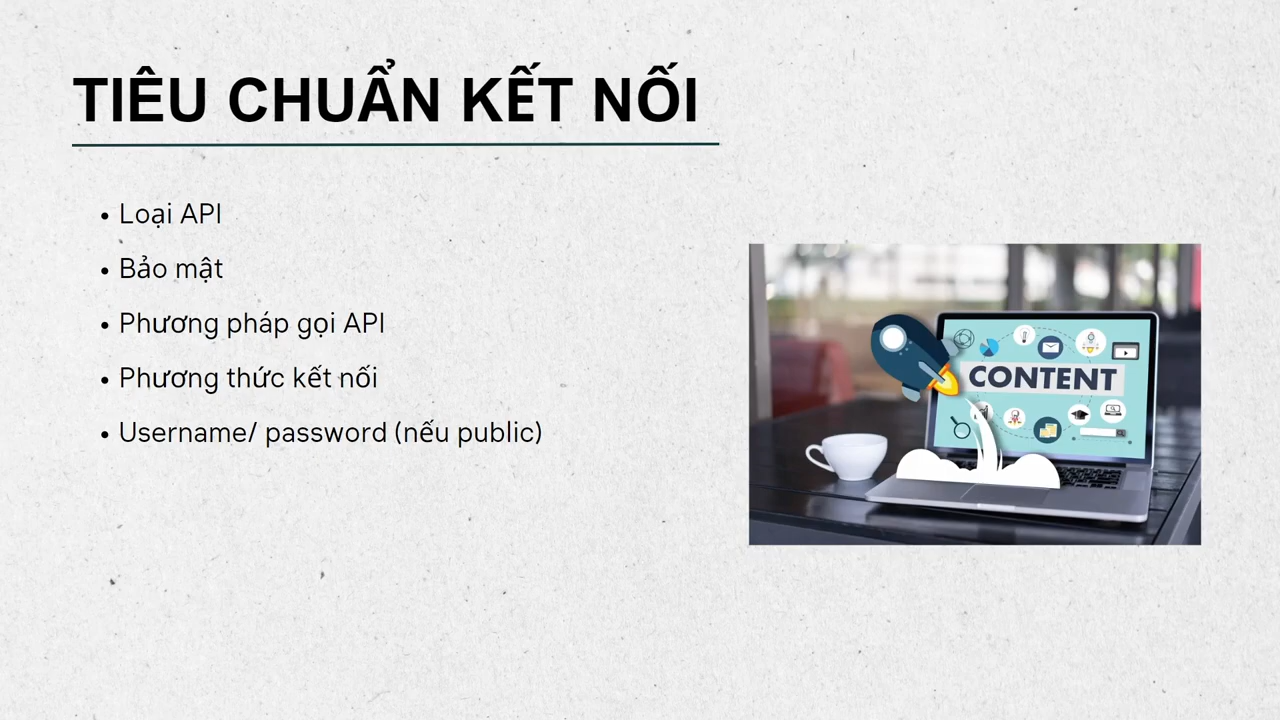 TIÊU CHUẨN KẾT NỐI
• Loại API
• Bảo mật
• Phương pháp gọi API
• Phương thức kết nối
• Username/ password (nếu public)
CONTENT